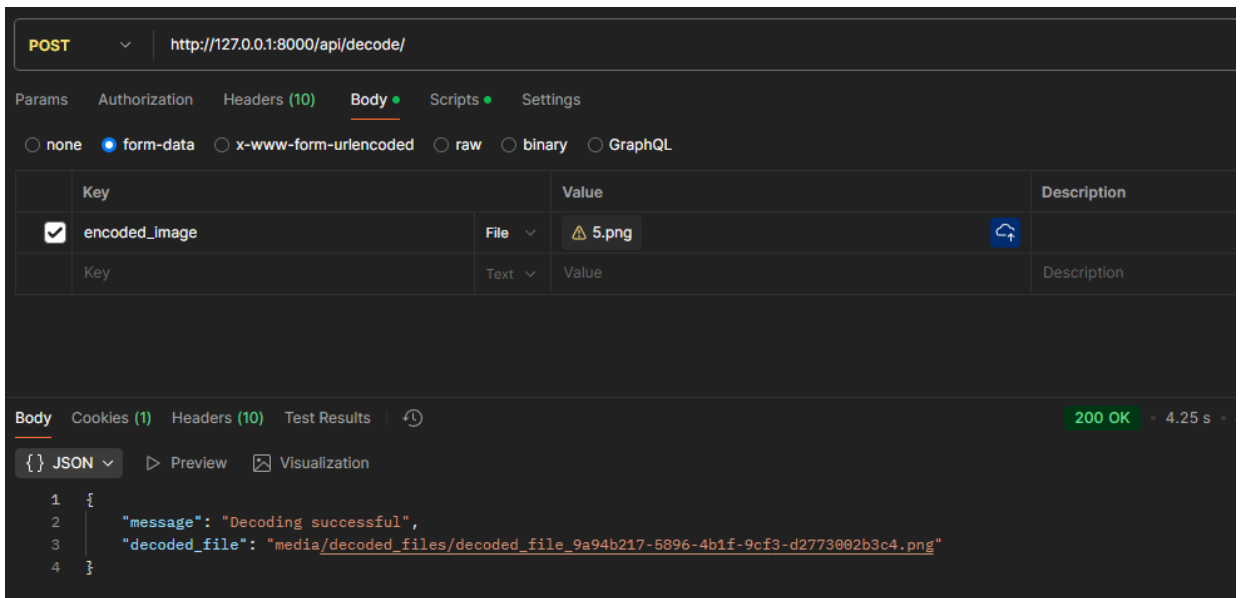 POST http://127.0.0.1:8000/api/decode/
Params Authorization Headers (10) Body Scripts Settings
none form-data x-www-form-urlencoded raw binary GraphQL
Key Value Description
encoded_image File 5.png
Key Text Value Description
Body Cookies (1) Headers (10) Test Results 200 OK 4.25 s
{} JSON Preview Visualization
1 {
2 "message": "Decoding successful",
3 "decoded_file": "media/decoded_files/decoded_file_9a94b217-5896-4b1f-9cf3-d2773002b3c4.png"
4 }